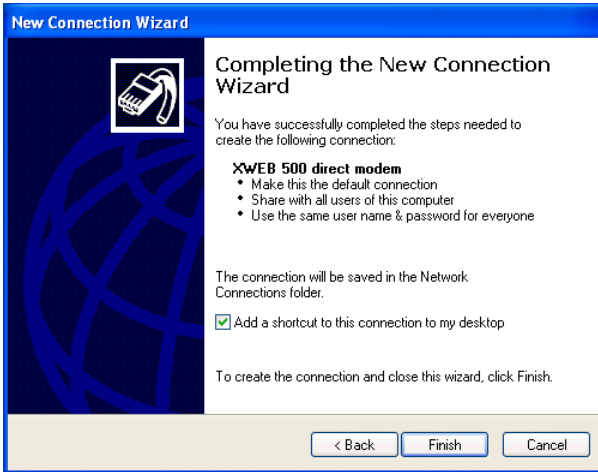 New Connection Wizard
Completing the New Connection
Wizard
You have successfully completed the steps needed to
create the following connection:
XWEB 500 direct modem
• Make this the default connection
• Share with all users of this computer
• Use the same user name & password for everyone
The connection will be saved in the Network
Connections folder.
Add a shortcut to this connection to my desktop
To create the connection and close this wizard, click Finish.
< Back
Finish
Cancel